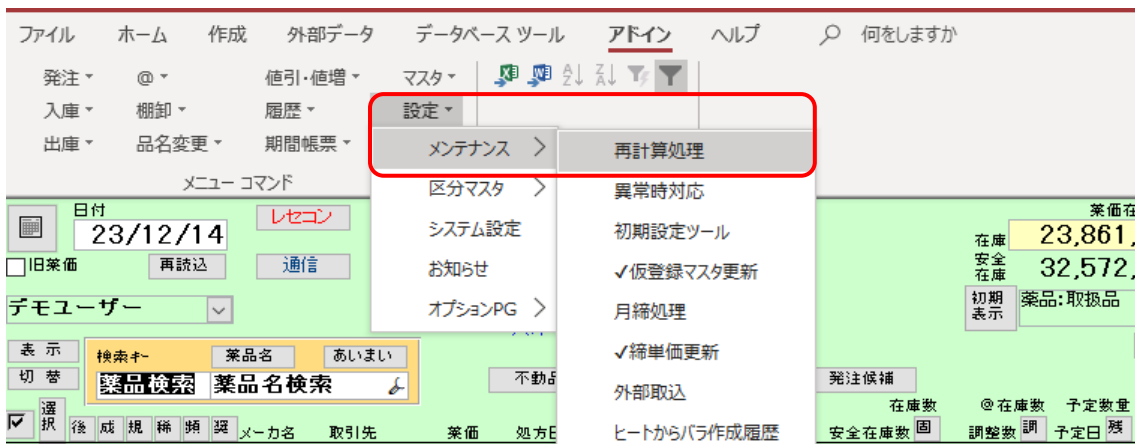 ファイル ホーム 作成 外部データ データベース ツール アドイン ヘルプ 何をしますか
発注 @ 値引・値増 マスタ
入庫 棚卸 履歴 設定
出庫 品名変更 期間帳票
メニュー コマンド
メンテナンス
区分マスタ
システム設定
お知らせ
オプションPG
再計算処理
異常時対応
初期設定ツール
✓仮登録マスタ更新
月締処理
✓締単価更新
外部取込
ヒートからバラ作成履歴
日付
23/12/14
レセコン
旧薬価 再読込 通信
デモユーザー
表 示
切 替
検索キー 薬品名 あいまい
薬品検索 薬品名検索
選択 後 成 規 稀 頻 メーカ名 取引先 薬価 処方日
薬価在
在庫 23,861,
安全在庫 32,572,
初期表示 薬品:取扱品
不動品
発注候補
在庫数 @在庫数 予定数量
安全在庫数 固 調整数 調 予定日 残